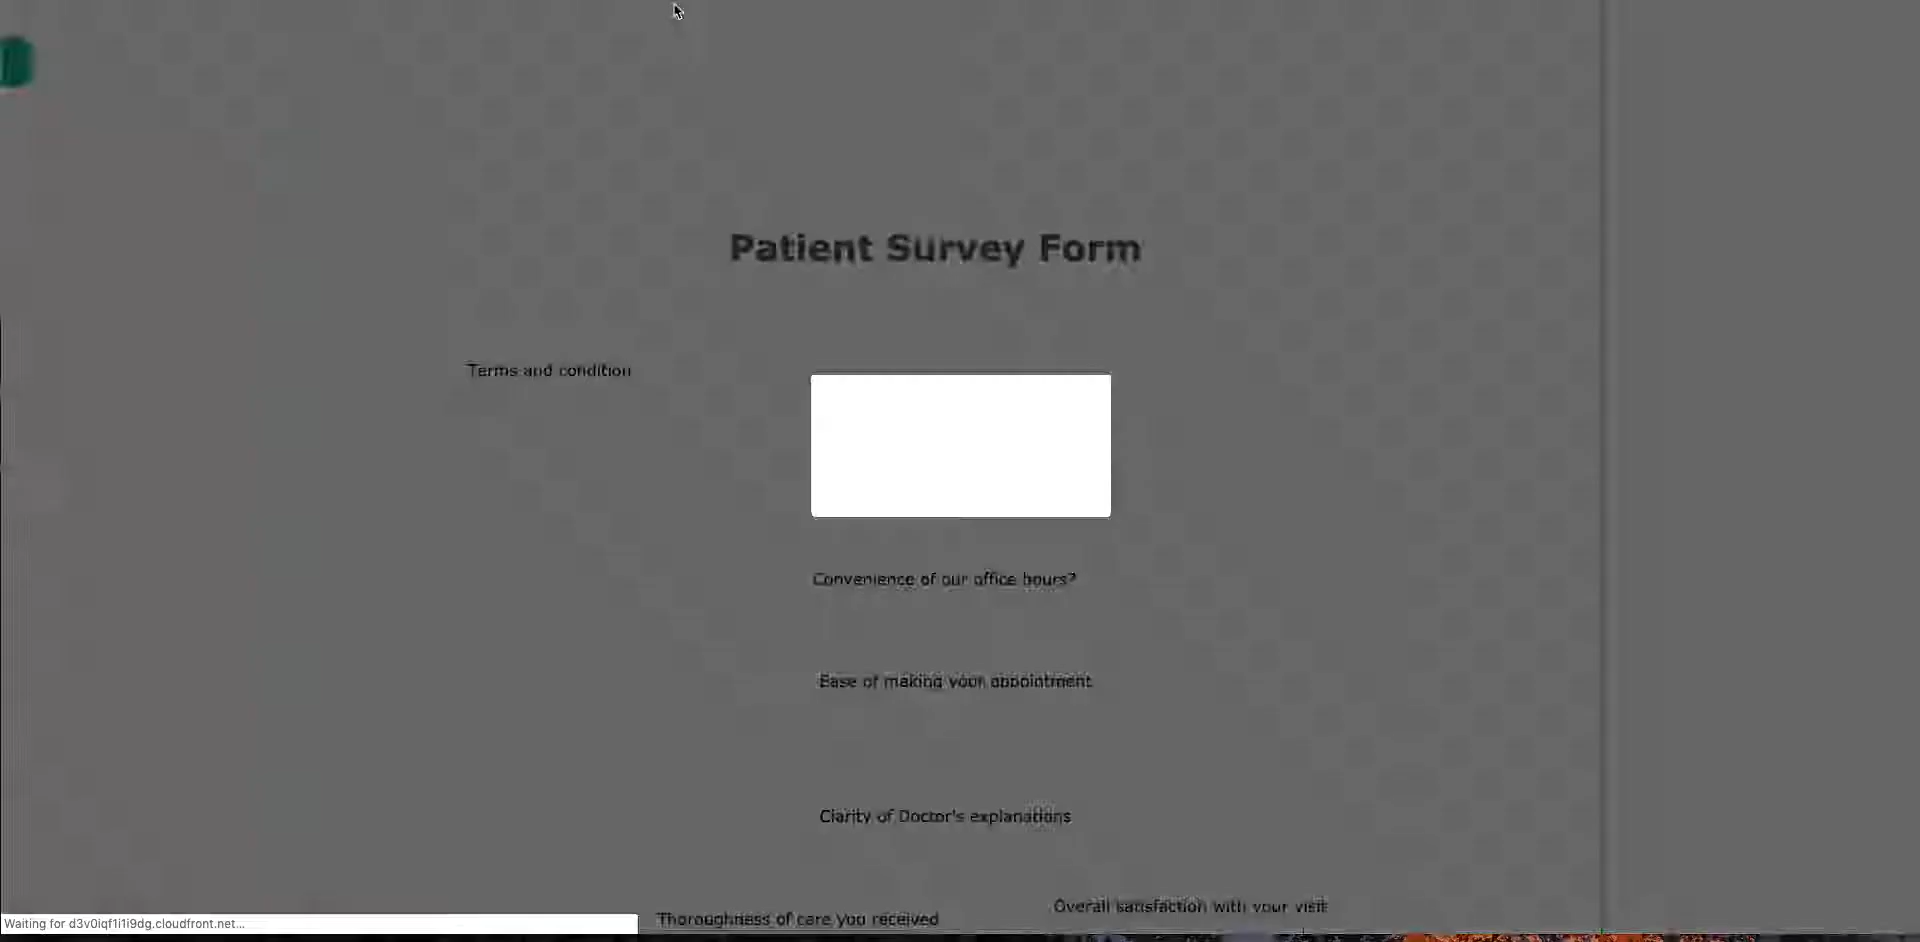 Patient Survey Form
Terms and condition
Convenience of our office hours?
Ease of making your appointment
Clarity of Doctor's explanations
Overall satisfaction with your visit
Thoroughness of care you received
Waiting for d3v0iqf1i1i9dg.cloudfront.net...